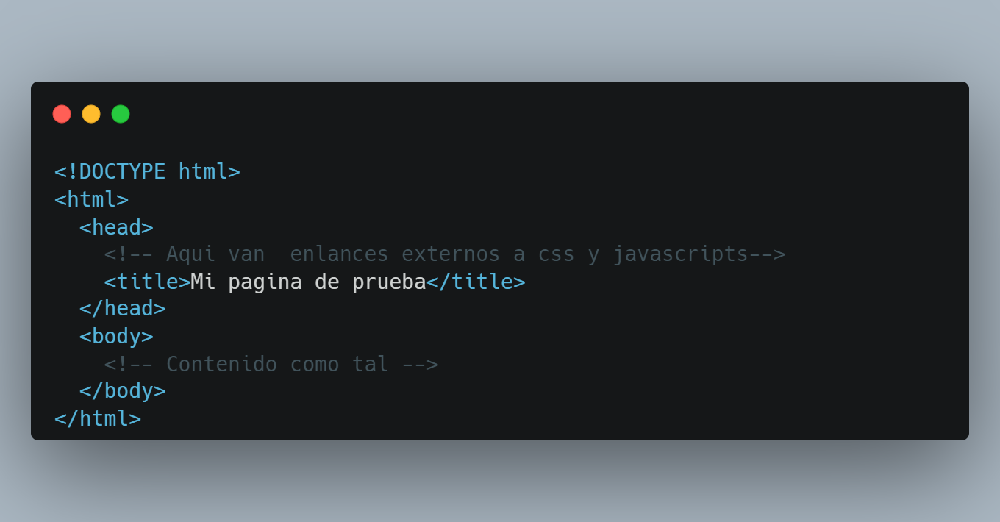 <!DOCTYPE html>
<html>
  <head>
    <!-- Aqui van  enlances externos a css y javascripts-->
    <title>Mi pagina de prueba</title>
  </head>
  <body>
    <!-- Contenido como tal -->
  </body>
</html>